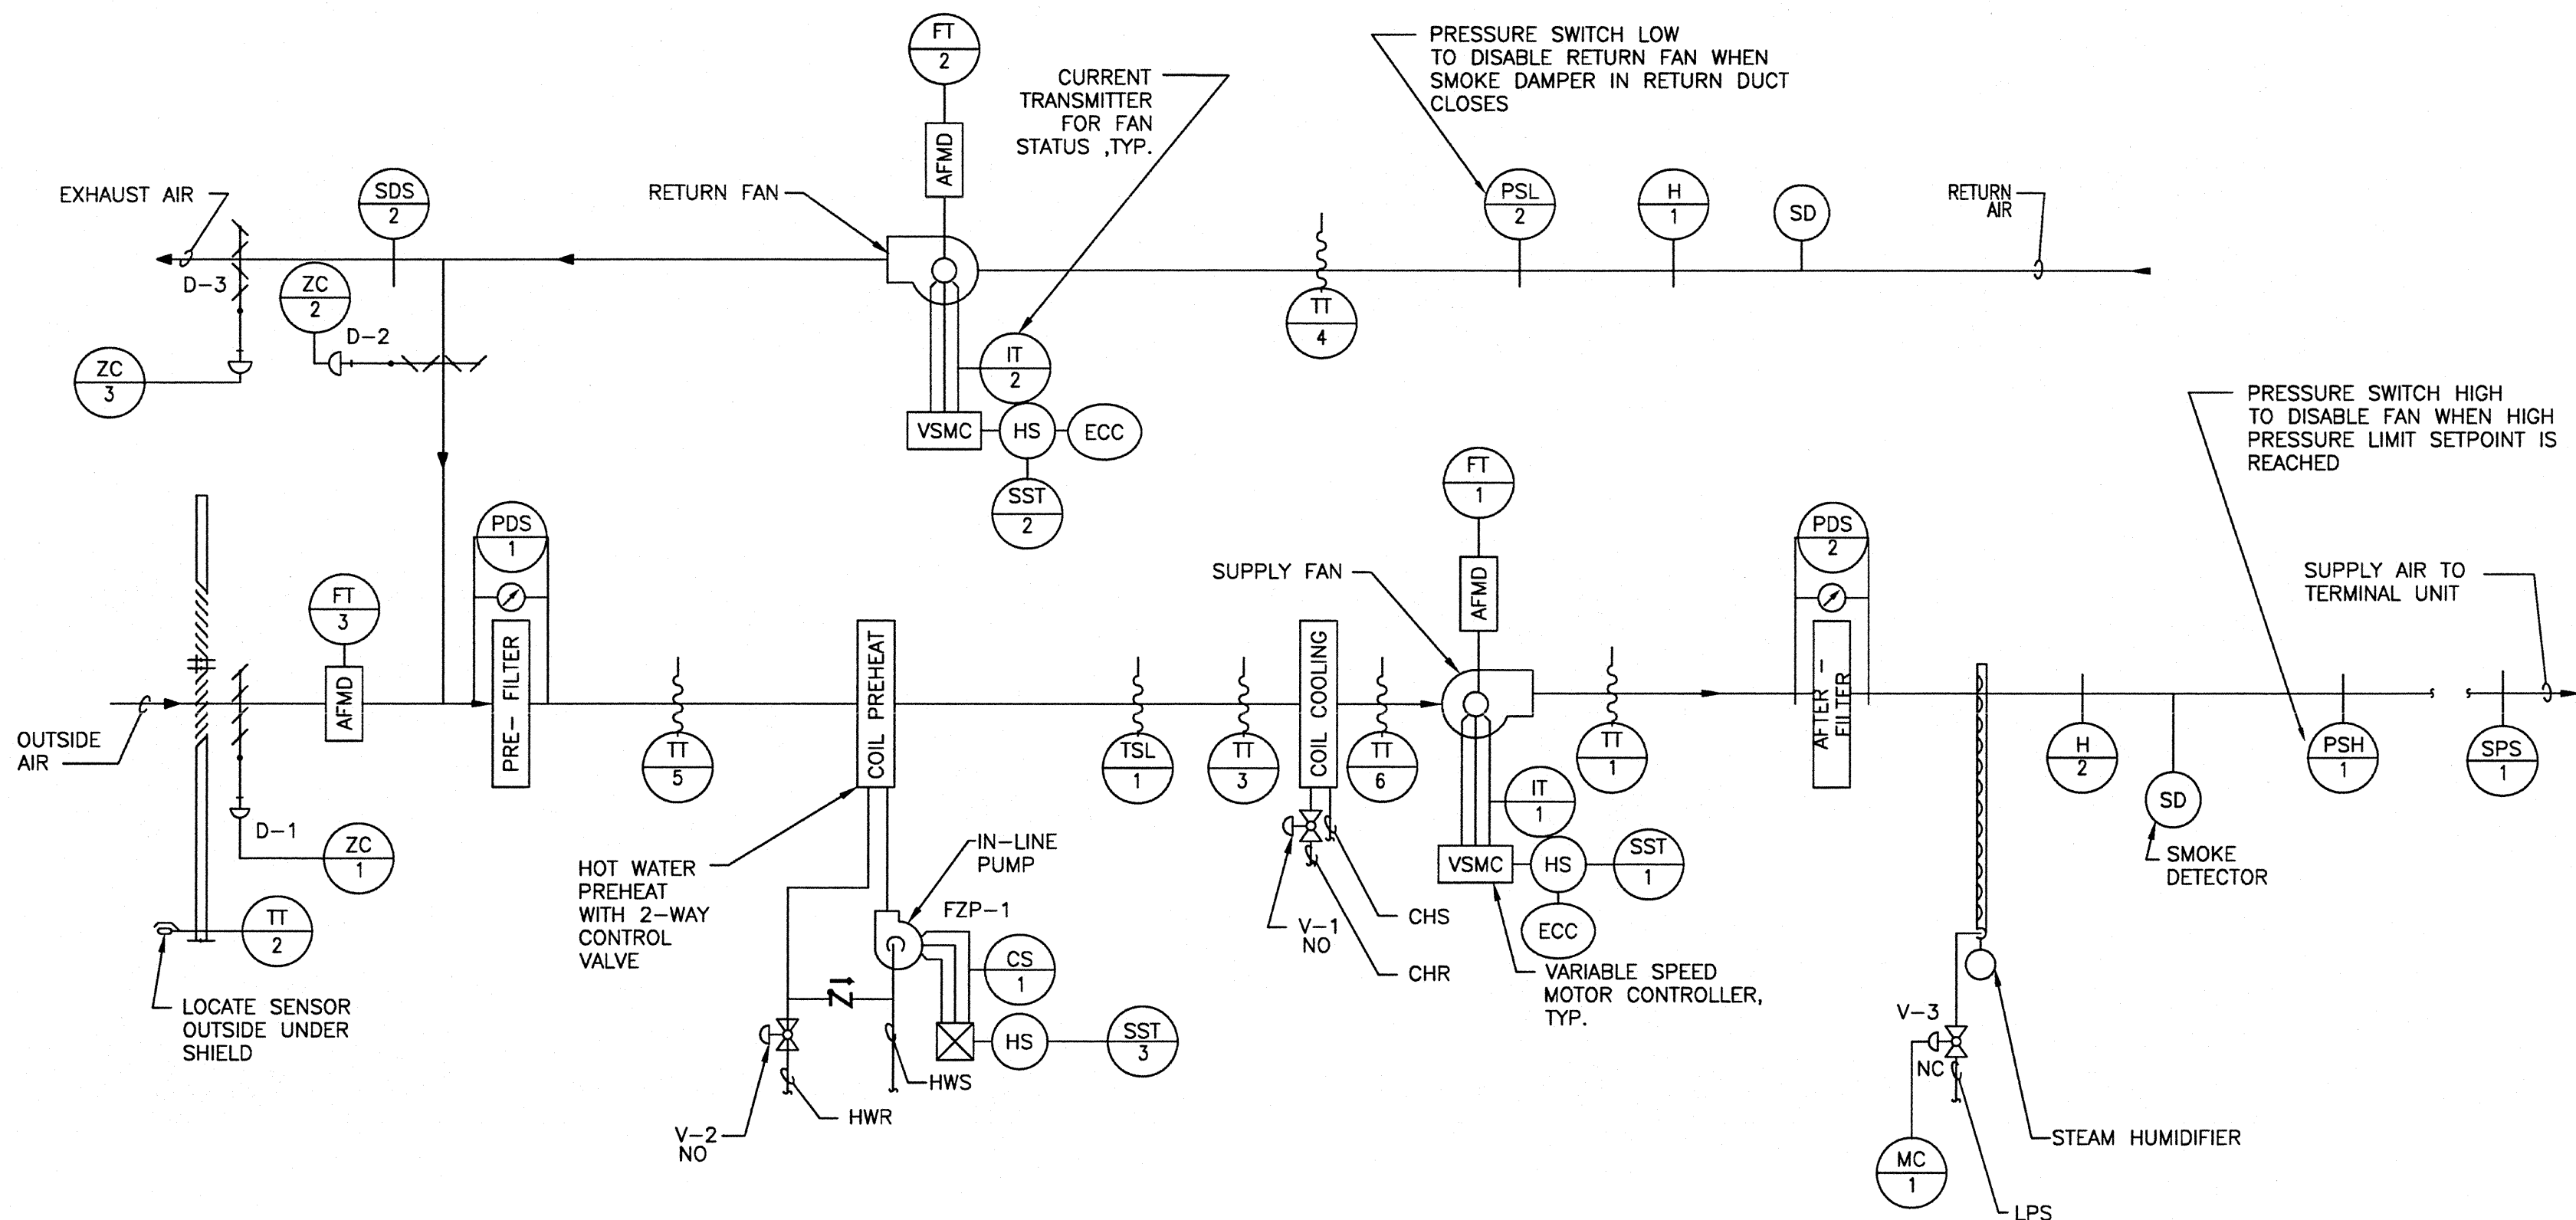 FT
2
CURRENT
TRANSMITTER
FOR FAN
STATUS ,TYP.
PRESSURE SWITCH LOW
TO DISABLE RETURN FAN WHEN
SMOKE DAMPER IN RETURN DUCT
CLOSES
AFMD
EXHAUST AIR
SDS
2
RETURN FAN
PSL
2
H
1
SD
RETURN
AIR
D-3
ZC
2
D-2
ZC
3
TT
4
IT
2
VSMC
HS
ECC
SST
2
PRESSURE SWITCH HIGH
TO DISABLE FAN WHEN HIGH
PRESSURE LIMIT SETPOINT IS
REACHED
FT
1
PDS
1
PDS
2
FT
3
SUPPLY FAN
AFMD
SUPPLY AIR TO
TERMINAL UNIT
OUTSIDE
AIR
AFMD
PRE- FILTER
TT
5
COIL PREHEAT
TSL
1
TT
3
COIL COOLING
TT
6
TT
1
AFTER -
FILTER
H
2
SD
PSH
1
SPS
1
D-1
ZC
1
TT
2
LOCATE SENSOR
OUTSIDE UNDER
SHIELD
HOT WATER
PREHEAT
WITH 2-WAY
CONTROL
VALVE
IN-LINE
PUMP
FZP-1
CS
1
HS
SST
3
HWS
HWR
V-2
NO
V-1
NO
CHS
CHR
IT
1
VSMC
HS
SST
1
ECC
VARIABLE SPEED
MOTOR CONTROLLER,
TYP.
SMOKE
DETECTOR
V-3
NC
MC
1
STEAM HUMIDIFIER
LPS